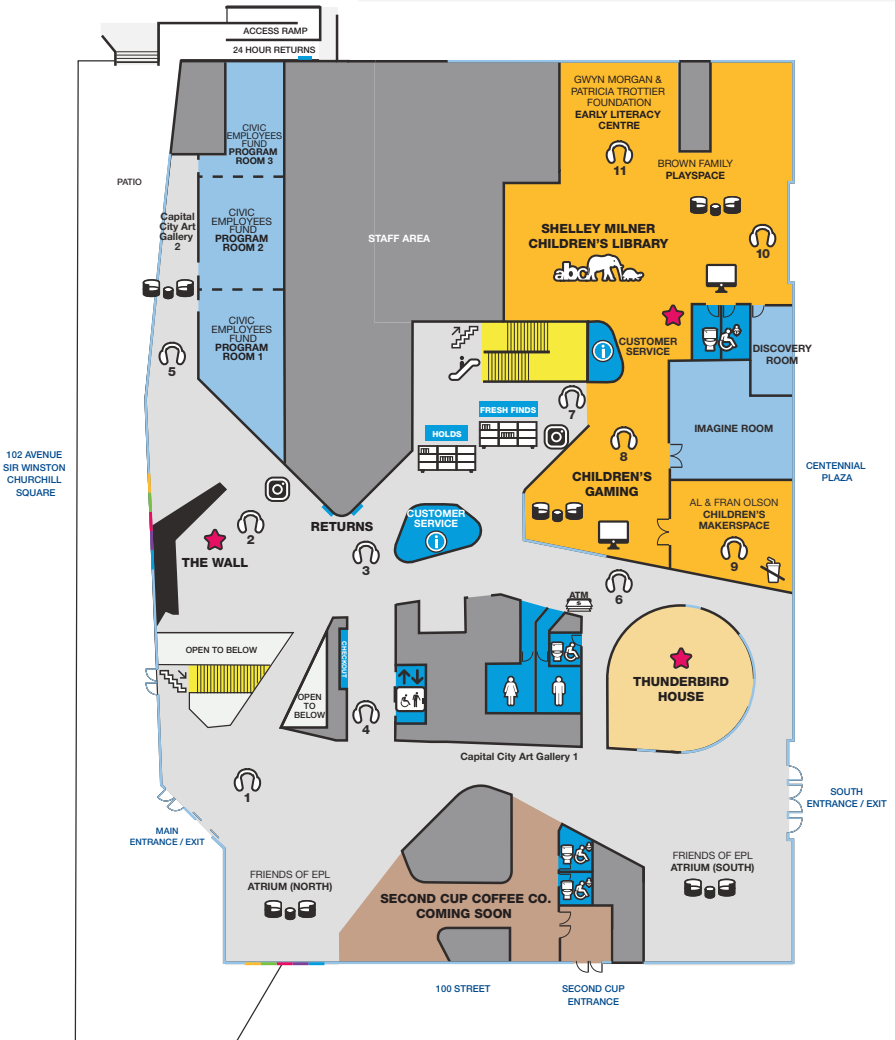 ACCESS RAMP
24 HOUR RETURNS
GWYN MORGAN &
PATRICIA TROTTIER
FOUNDATION
EARLY LITERACY
CENTRE
11
BROWN FAMILY
PLAYSPACE
CIVIC
EMPLOYEES
FUND
PROGRAM
ROOM 3
PATIO
Capital
City Art
Gallery
2
CIVIC
EMPLOYEES
FUND
PROGRAM
ROOM 2
STAFF AREA
SHELLEY MILNER
CHILDREN'S LIBRARY
abc
10
CIVIC
EMPLOYEES
FUND
PROGRAM
ROOM 1
5
i
CUSTOMER
SERVICE
DISCOVERY
ROOM
FRESH FINDS
7
HOLDS
IMAGINE ROOM
8
102 AVENUE
SIR WINSTON
CHURCHILL
SQUARE
CENTENNIAL
PLAZA
CHILDREN'S
GAMING
AL & FRAN OLSON
CHILDREN'S
MAKERSPACE
9
RETURNS
CUSTOMER
SERVICE
i
2
THE WALL
3
6
ATM
$
OPEN TO BELOW
CHECKOUT
OPEN
TO
BELOW
THUNDERBIRD
HOUSE
4
Capital City Art Gallery 1
1
SOUTH
ENTRANCE / EXIT
MAIN
ENTRANCE / EXIT
FRIENDS OF EPL
ATRIUM (NORTH)
FRIENDS OF EPL
ATRIUM (SOUTH)
SECOND CUP COFFEE CO.
COMING SOON
100 STREET
SECOND CUP
ENTRANCE